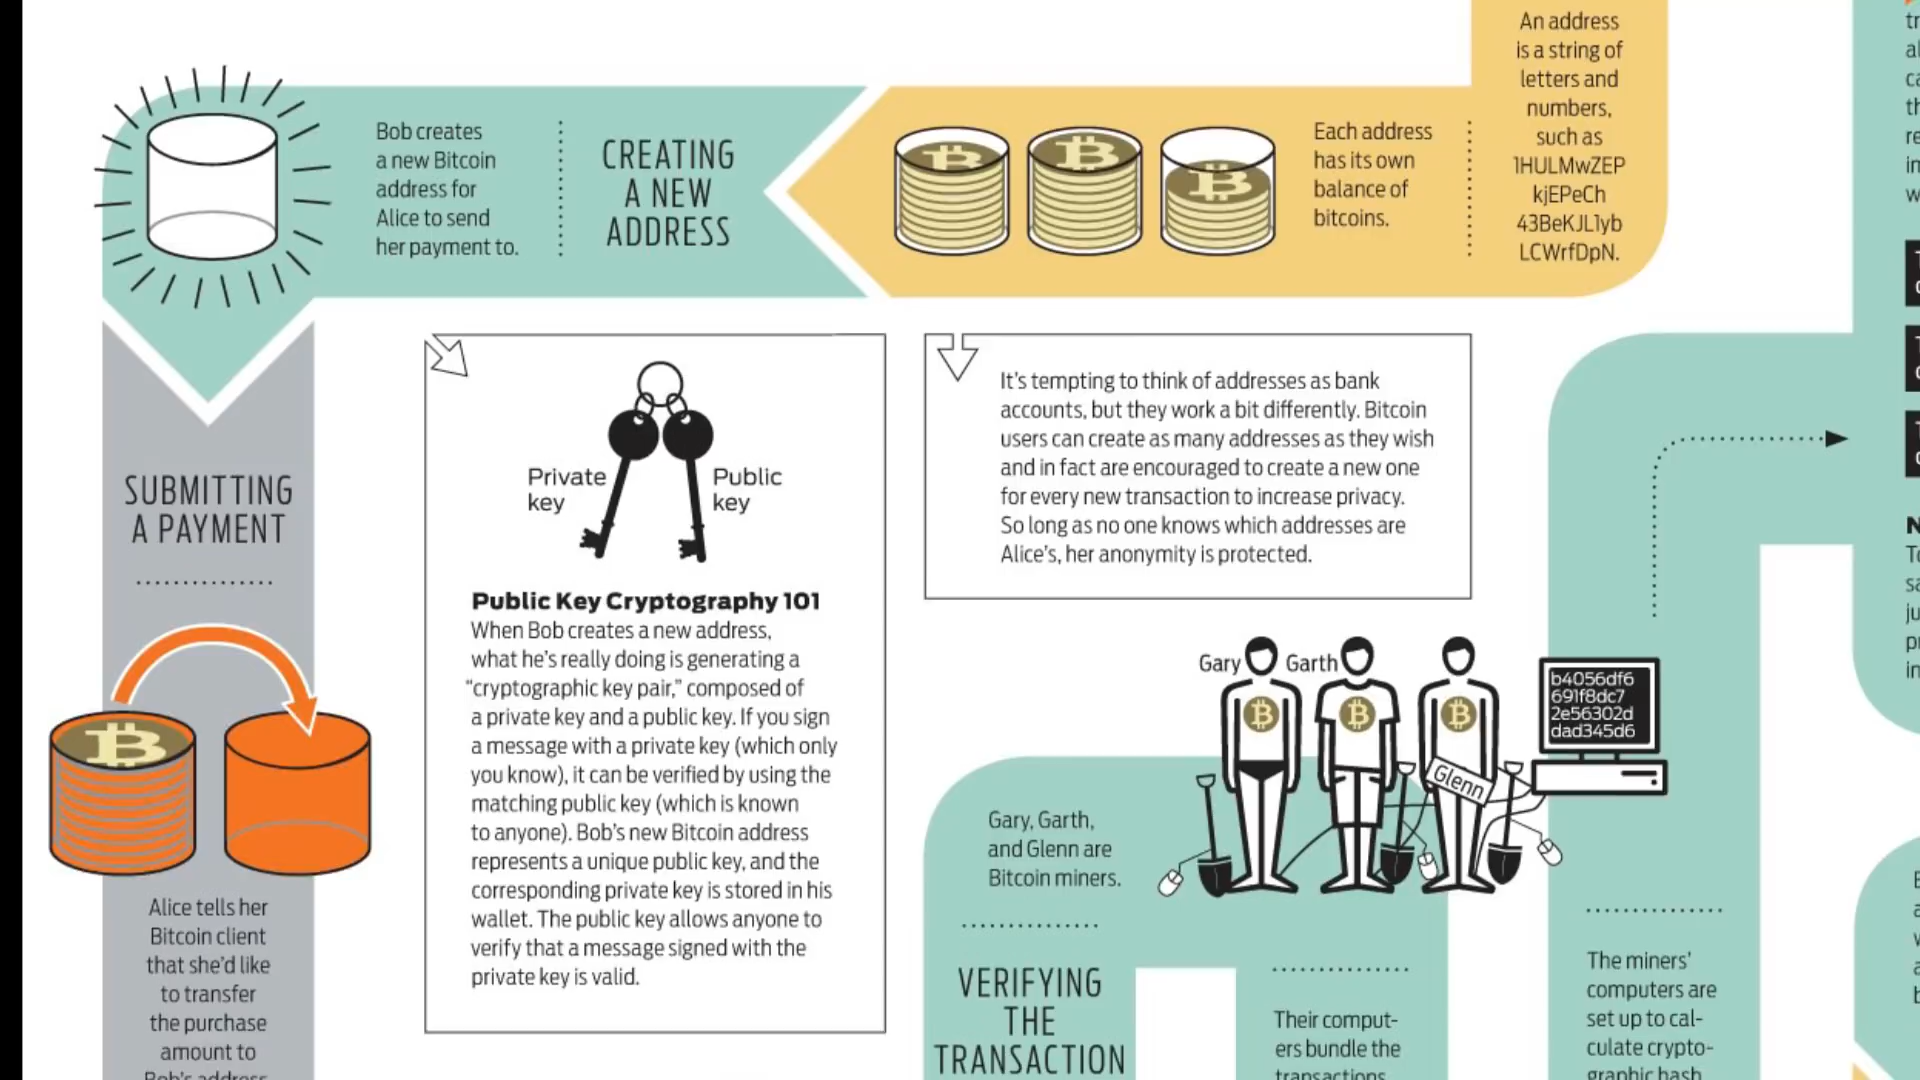 An address
is a string of
letters and
numbers,
such as
1HULMwZEP
kjEPeCh
43BeKJL1yb
LCWrfDpN.
Each address
has its own
balance of
bitcoins.
CREATING
A NEW
ADDRESS
Bob creates
a new Bitcoin
address for
Alice to send
her payment to.
SUBMITTING
A PAYMENT
Alice tells her
Bitcoin client
that she'd like
to transfer
the purchase
amount to
Bob's address
Private
key
Public
key
Public Key Cryptography 101
When Bob creates a new address,
what he's really doing is generating a
“cryptographic key pair,” composed of
a private key and a public key. If you sign
a message with a private key (which only
you know), it can be verified by using the
matching public key (which is known
to anyone). Bob's new Bitcoin address
represents a unique public key, and the
corresponding private key is stored in his
wallet. The public key allows anyone to
verify that a message signed with the
private key is valid.
It's tempting to think of addresses as bank
accounts, but they work a bit differently. Bitcoin
users can create as many addresses as they wish
and in fact are encouraged to create a new one
for every new transaction to increase privacy.
So long as no one knows which addresses are
Alice's, her anonymity is protected.
Gary
Garth
Glenn
b4056df6
691f8dc7
2e56302d
dad345d6
Gary, Garth,
and Glenn are
Bitcoin miners.
VERIFYING
THE
TRANSACTION
Their comput-
ers bundle the
transactions
The miners'
computers are
set up to cal-
culate crypto-
graphic hash